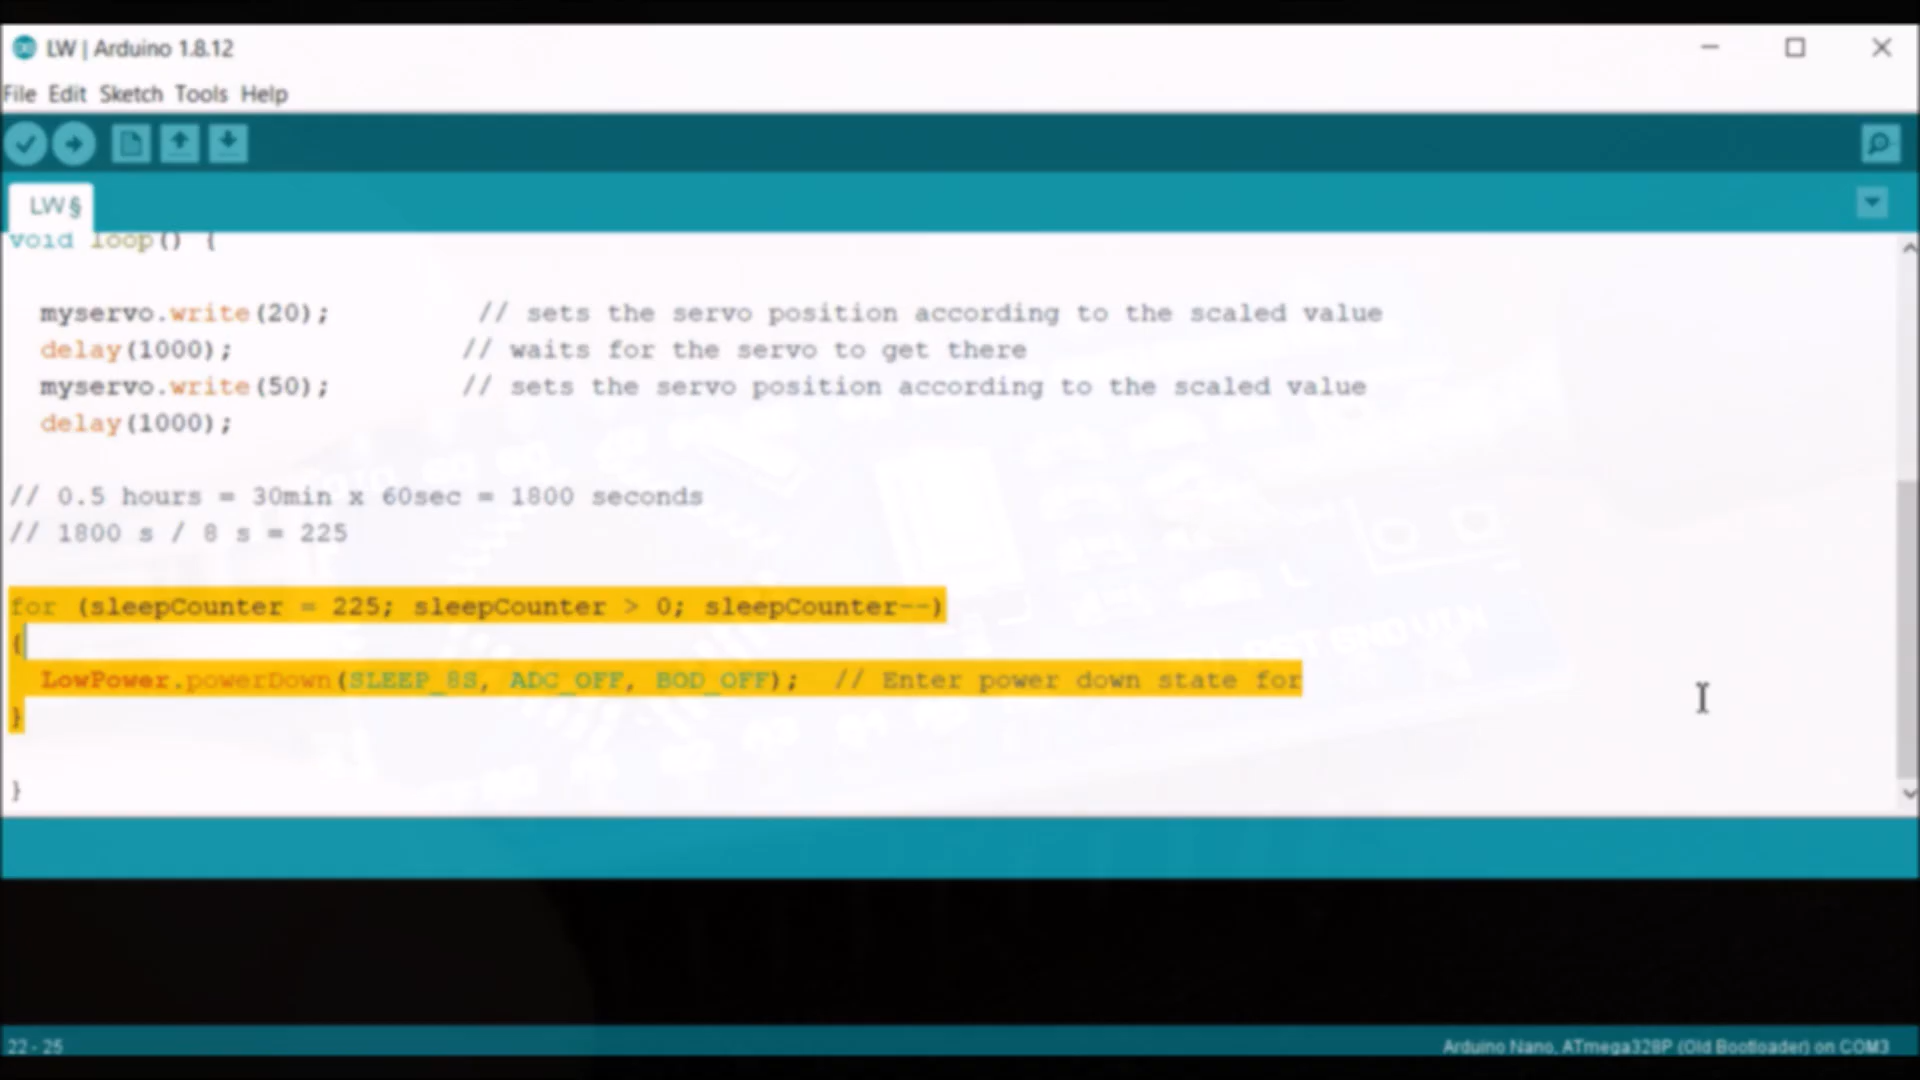 LW | Arduino 1.8.12
File Edit Sketch Tools Help
LW §
void loop() {
myservo.write(20); // sets the servo position according to the scaled value
delay(1000); // waits for the servo to get there
myservo.write(50); // sets the servo position according to the scaled value
delay(1000);
// 0.5 hours = 30min x 60sec = 1800 seconds
// 1800 s / 8 s = 225
for (sleepCounter = 225; sleepCounter > 0; sleepCounter--)
{
LowPower.powerDown(SLEEP_8S, ADC_OFF, BOD_OFF); // Enter power down state for
}
}
22 - 25
Arduino Nano, ATmega328P (Old Bootloader) on COM3